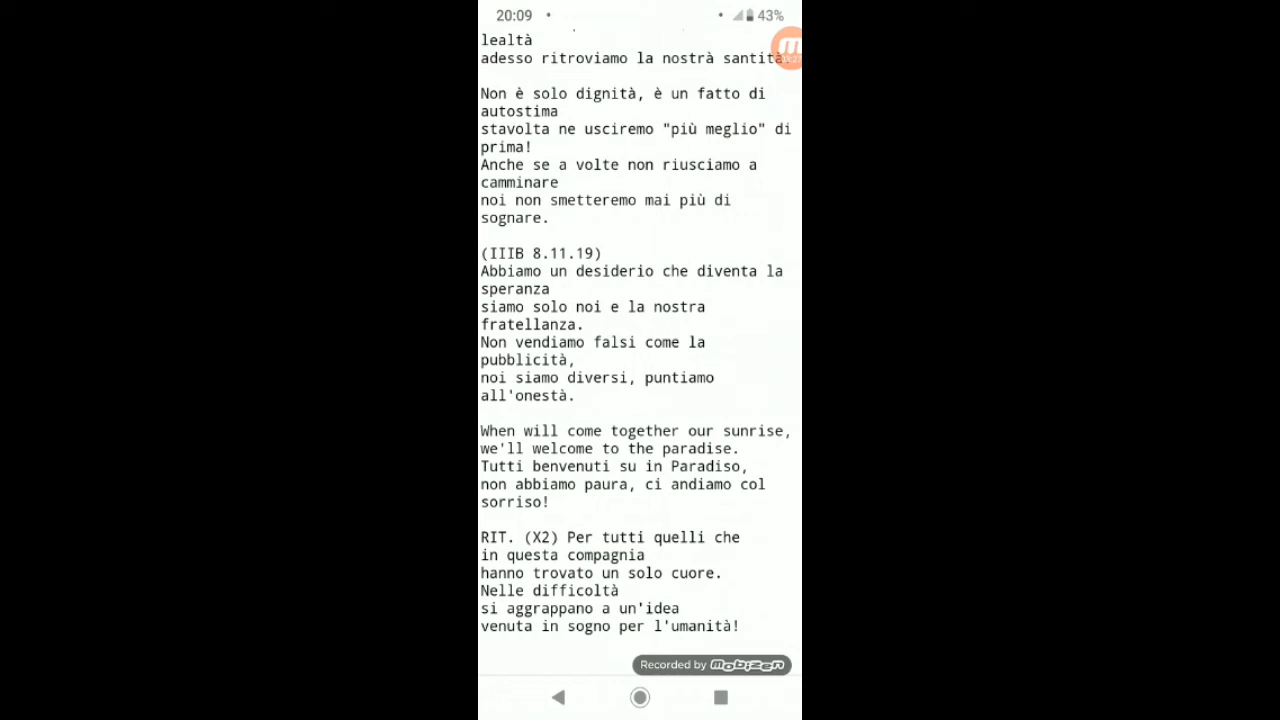 20:09
43%
lealtà
adesso ritroviamo la nostrà santità
03:27
Non è solo dignità, è un fatto di
autostima
stavolta ne usciremo "più meglio" di
prima!
Anche se a volte non riusciamo a
camminare
noi non smetteremo mai più di
sognare.
(IIIB 8.11.19)
Abbiamo un desiderio che diventa la
speranza
siamo solo noi e la nostra
fratellanza.
Non vendiamo falsi come la
pubblicità,
noi siamo diversi, puntiamo
all'onestà.
When will come together our sunrise,
we'll welcome to the paradise.
Tutti benvenuti su in Paradiso,
non abbiamo paura, ci andiamo col
sorriso!
RIT. (X2) Per tutti quelli che
in questa compagnia
hanno trovato un solo cuore.
Nelle difficoltà
si aggrappano a un'idea
venuta in sogno per l'umanità!
Recorded by mobizen